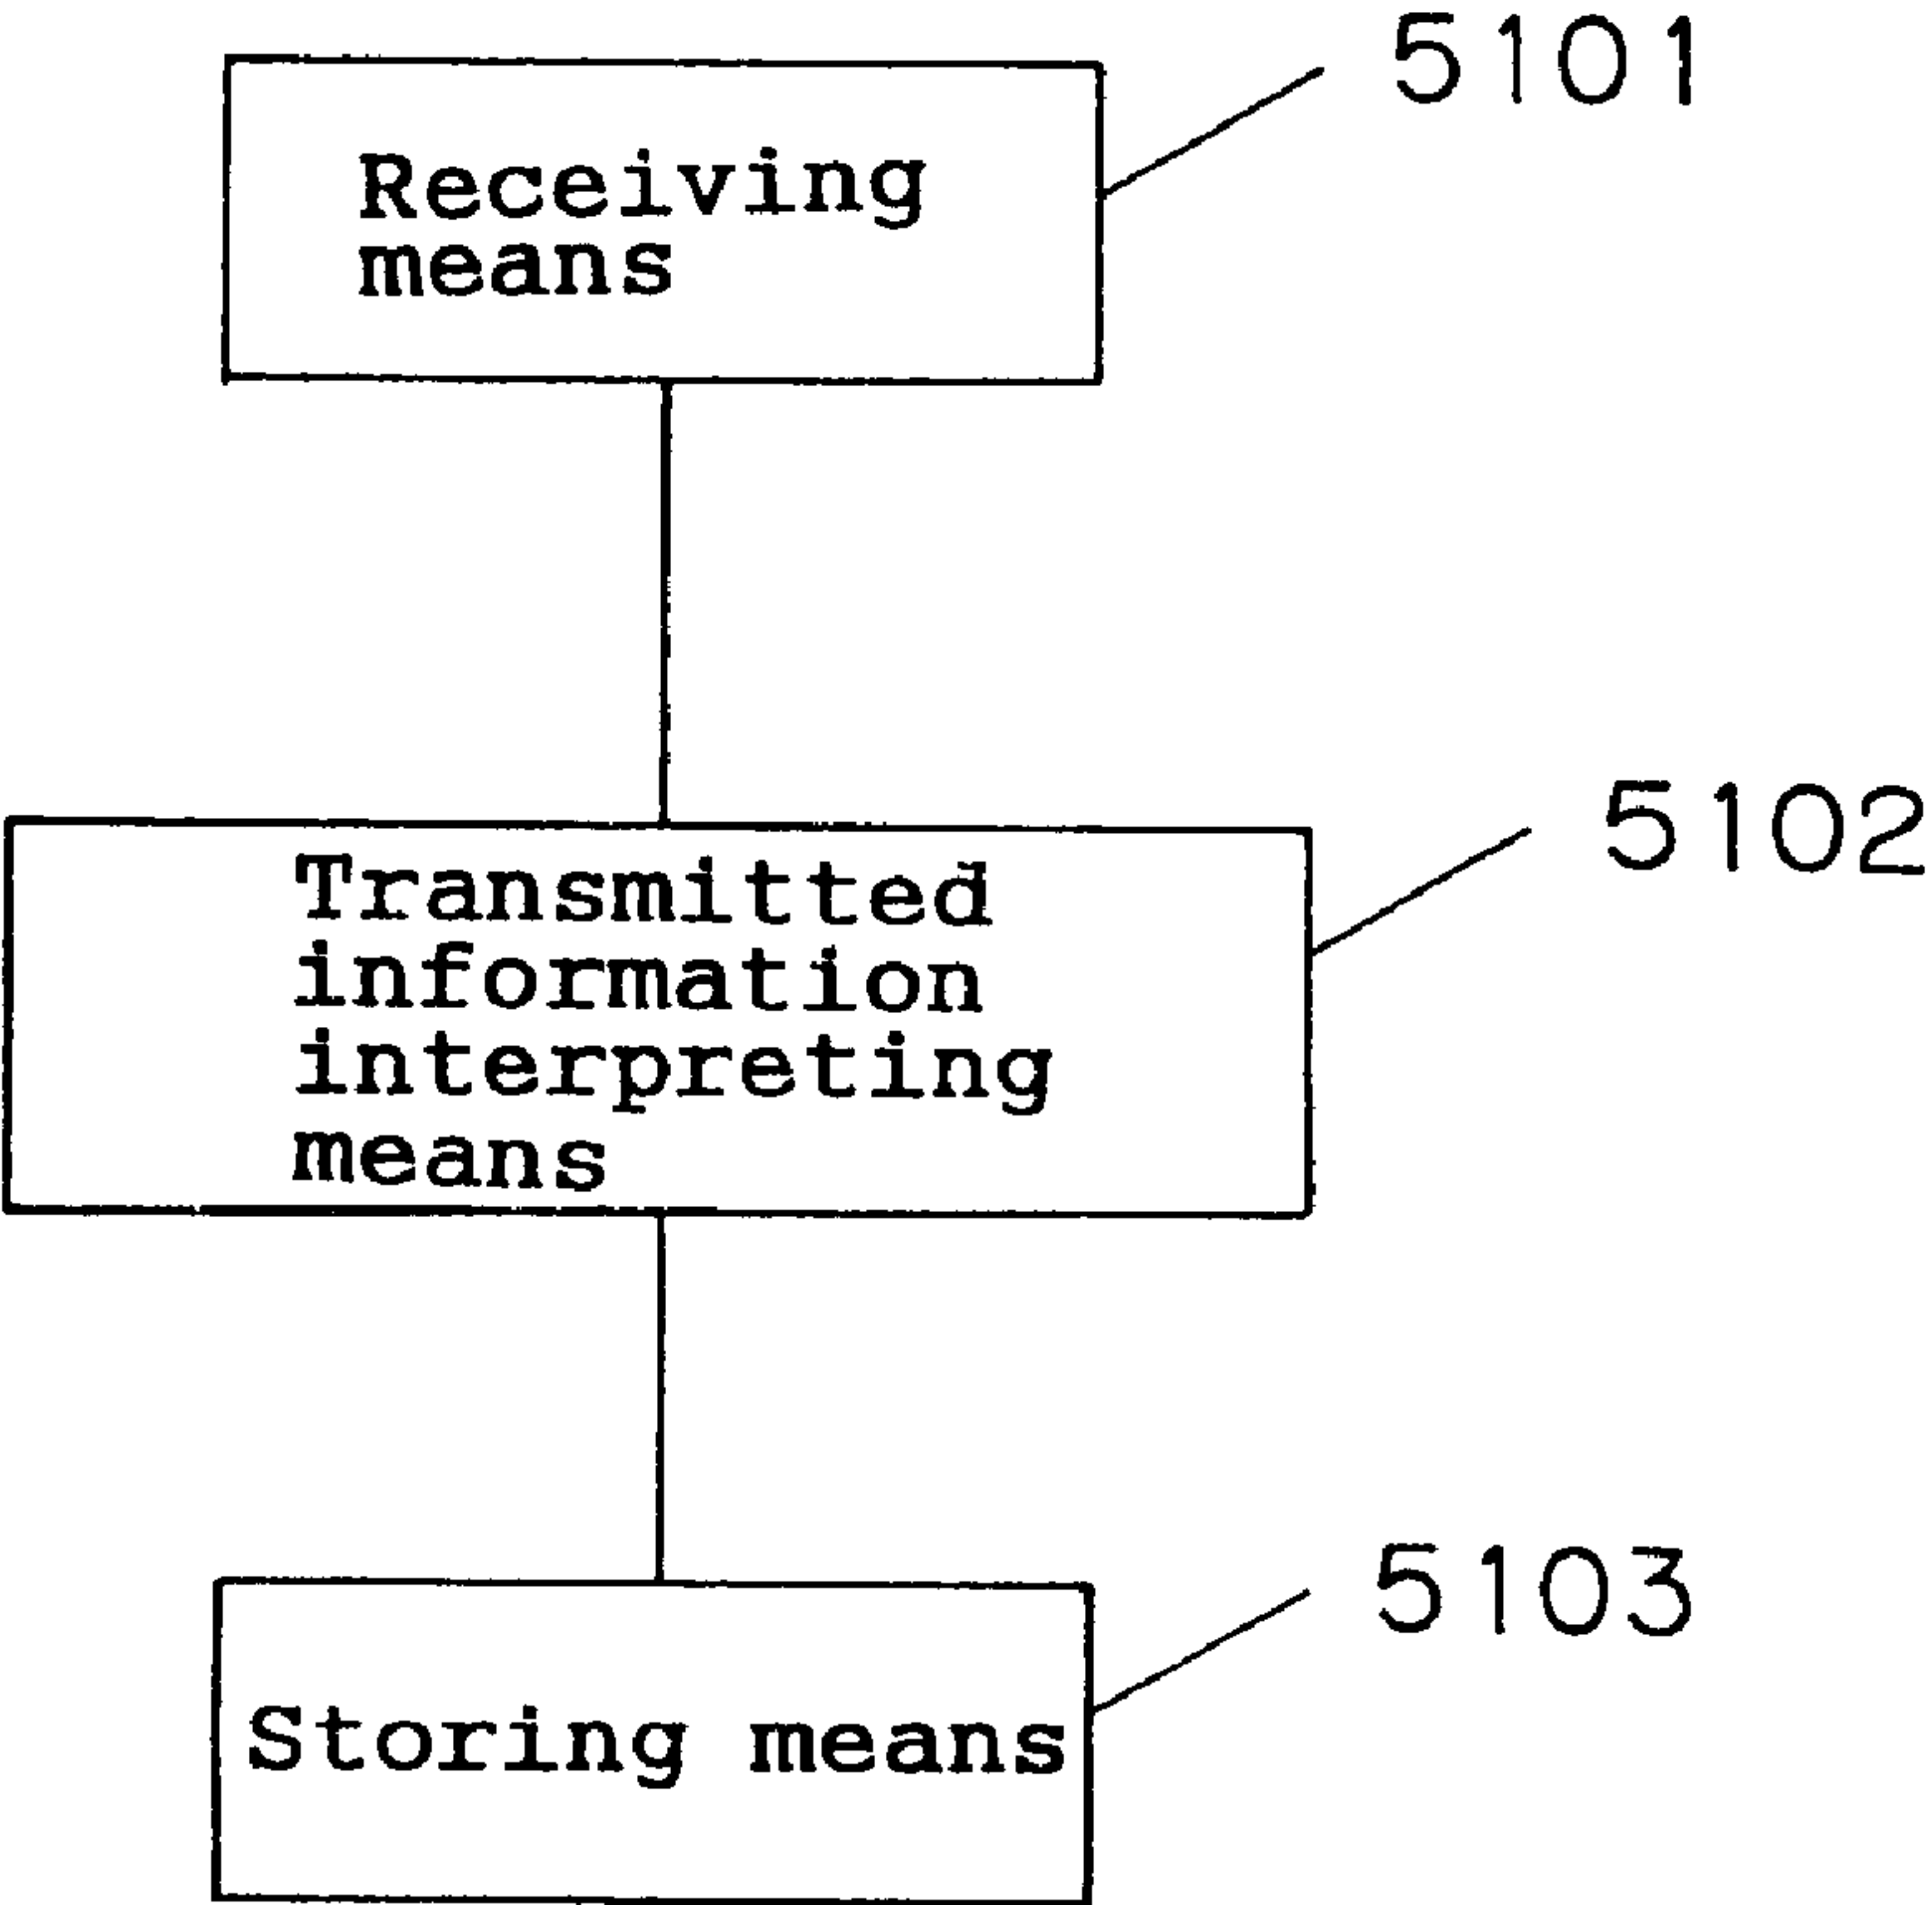 5101
Receiving
means
5102
Transmitted
information
interpreting
means
5103
Storing means